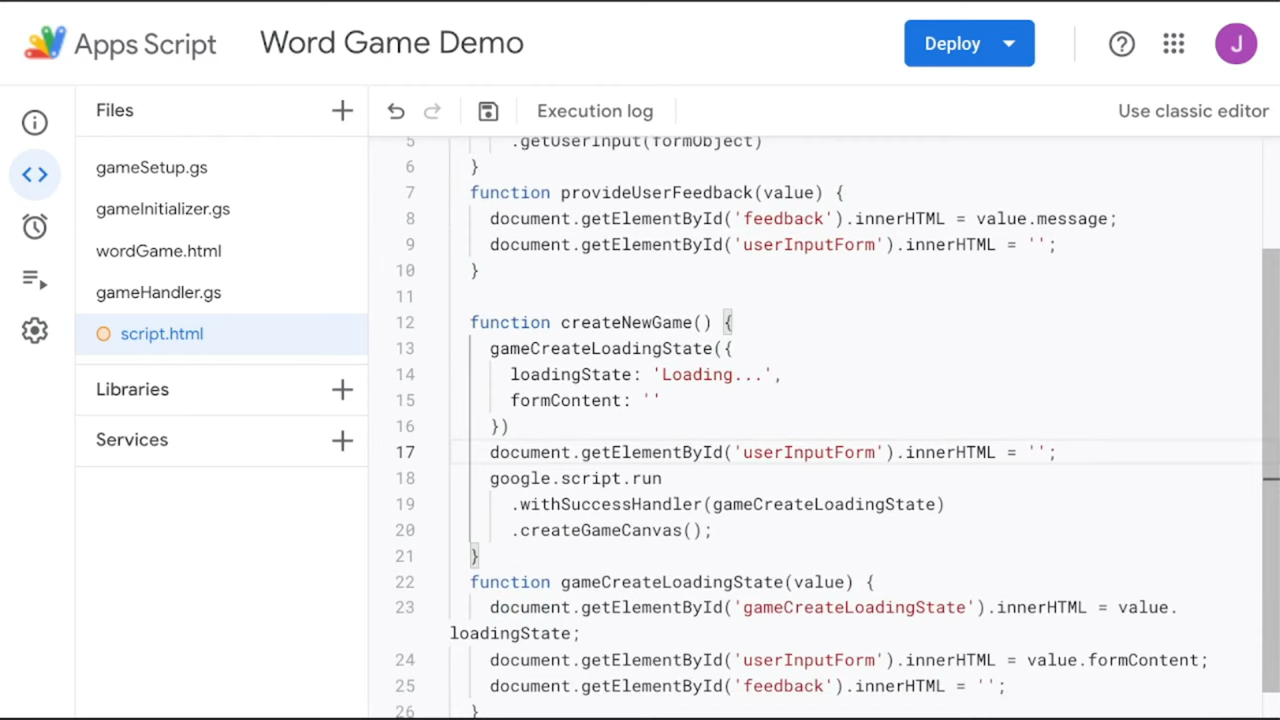 Apps Script
Word Game Demo
Deploy
J
Files
Execution log
Use classic editor
gameSetup.gs
gameInitializer.gs
wordGame.html
gameHandler.gs
script.html
Libraries
Services
5 .getUserInput(formObject)
6 }
7 function provideUserFeedback(value) {
8 document.getElementById('feedback').innerHTML = value.message;
9 document.getElementById('userInputForm').innerHTML = '';
10 }
11
12 function createNewGame() {
13 gameCreateLoadingState({
14 loadingState: 'Loading...',
15 formContent: ''
16 })
17 document.getElementById('userInputForm').innerHTML = '';
18 google.script.run
19 .withSuccessHandler(gameCreateLoadingState)
20 .createGameCanvas();
21 }
22 function gameCreateLoadingState(value) {
23 document.getElementById('gameCreateLoadingState').innerHTML = value.
loadingState;
24 document.getElementById('userInputForm').innerHTML = value.formContent;
25 document.getElementById('feedback').innerHTML = '';
26 }